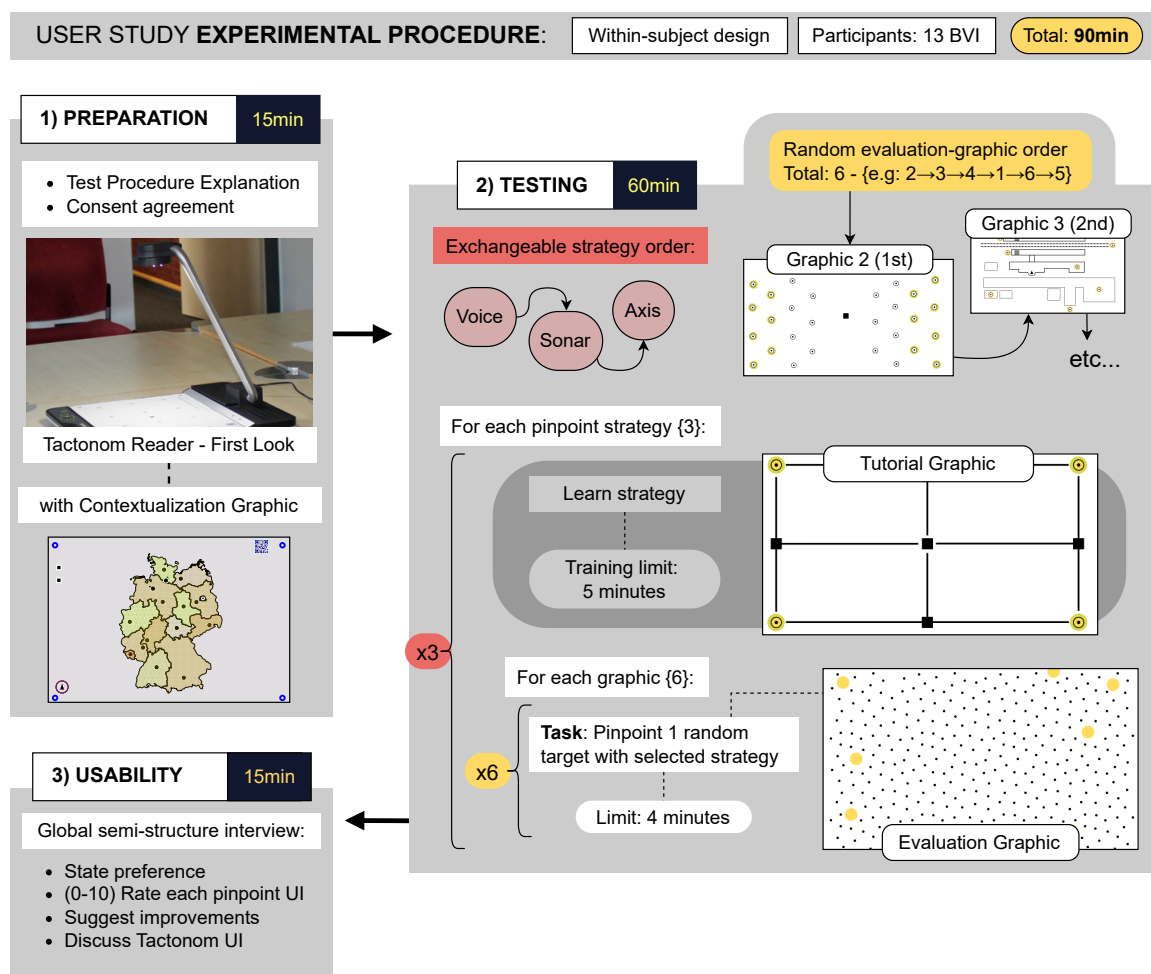 USER STUDY EXPERIMENTAL PROCEDURE:
Within-subject design
Participants: 13 BVI
Total: 90min
1) PREPARATION
15min
• Test Procedure Explanation
• Consent agreement
Tactonom Reader - First Look
with Contextualization Graphic
2) TESTING
60min
Exchangeable strategy order:
Voice
Sonar
Axis
Random evaluation-graphic order
Total: 6 - {e.g: 2→3→4→1→6→5}
Graphic 2 (1st)
Graphic 3 (2nd)
etc...
For each pinpoint strategy {3}:
x3
Learn strategy
Training limit:
5 minutes
Tutorial Graphic
For each graphic {6}:
x6
Task: Pinpoint 1 random
target with selected strategy
Limit: 4 minutes
Evaluation Graphic
3) USABILITY
15min
Global semi-structure interview:
• State preference
• (0-10) Rate each pinpoint UI
• Suggest improvements
• Discuss Tactonom UI